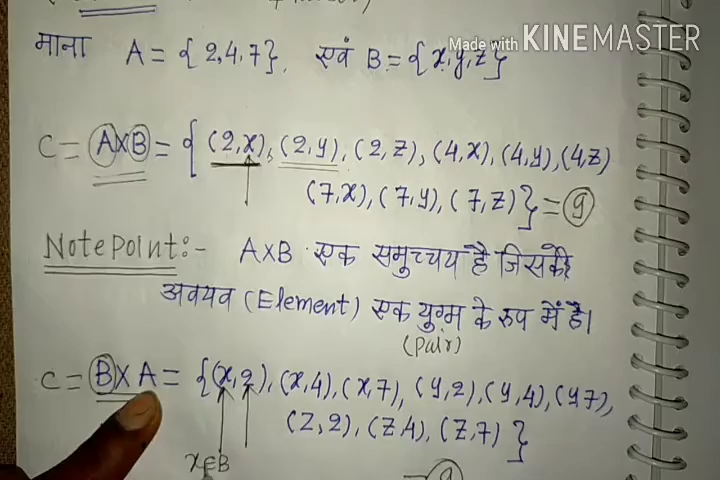 Made with KINEMASTER
माना A = { 2,4,7}, एवं B = {x,y,z}
C = A×B = { (2,x), (2,y), (2,z), (4,x), (4,y), (4,z)
(7,x), (7,y), (7,z) } = 9
Note Point:- A×B एक समुच्चय है जिसके
अवयव (Element) एक युग्म के रुप में है।
(Pair)
C = B×A = {(x,2), (x,4), (x,7), (y,2), (y,4), (y,7),
(z,2), (z,4), (z,7) }
x∈B